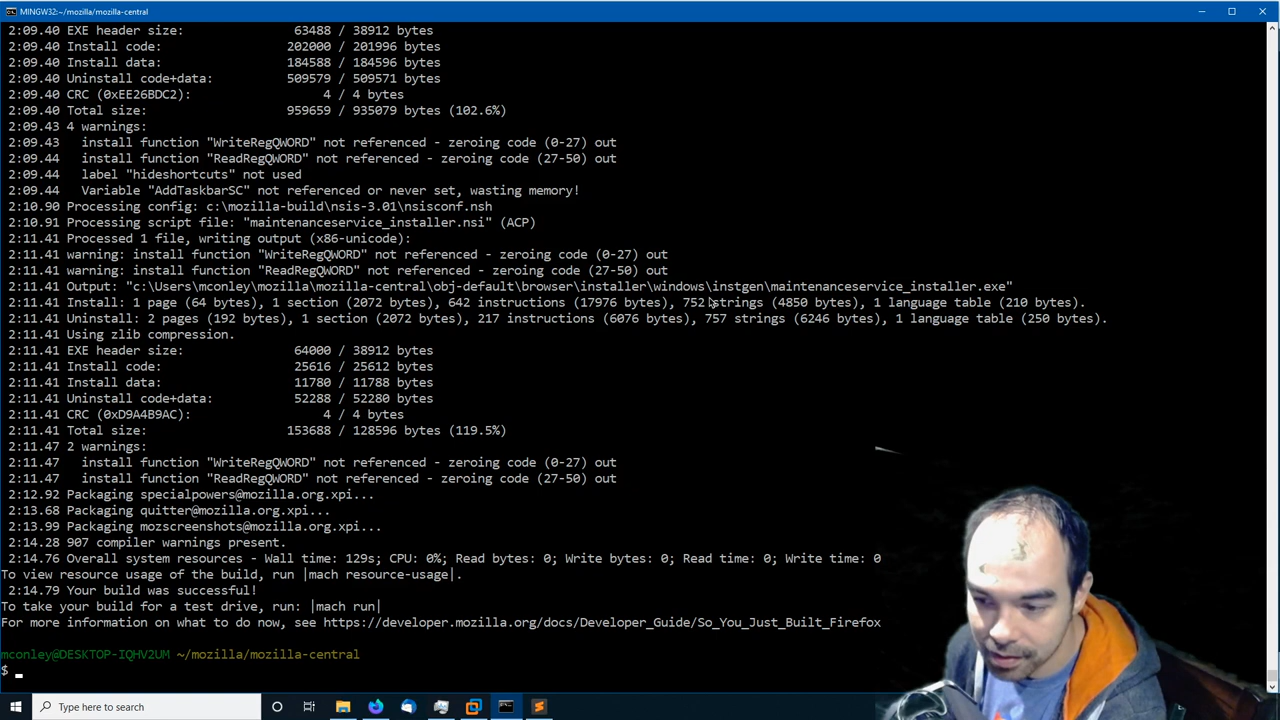 MINGW32:~/mozilla/mozilla-central
2:09.40 EXE header size: 63488 / 38912 bytes
2:09.40 Install code: 202000 / 201996 bytes
2:09.40 Install data: 184588 / 184596 bytes
2:09.40 Uninstall code+data: 509579 / 509571 bytes
2:09.40 CRC (0xEE26BDC2): 4 / 4 bytes
2:09.40 Total size: 959659 / 935079 bytes (102.6%)
2:09.43 4 warnings:
2:09.43 install function "WriteRegQWORD" not referenced - zeroing code (0-27) out
2:09.44 install function "ReadRegQWORD" not referenced - zeroing code (27-50) out
2:09.44 label "hideshortcuts" not used
2:09.44 Variable "AddTaskbarSC" not referenced or never set, wasting memory!
2:10.90 Processing config: c:\mozilla-build\nsis-3.01\nsisconf.nsh
2:10.91 Processing script file: "maintenanceservice_installer.nsi" (ACP)
2:11.41 Processed 1 file, writing output (x86-unicode):
2:11.41 warning: install function "WriteRegQWORD" not referenced - zeroing code (0-27) out
2:11.41 warning: install function "ReadRegQWORD" not referenced - zeroing code (27-50) out
2:11.41 Output: "c:\Users\mconley\mozilla\mozilla-central\obj-default\browser\installer\windows\instgen\maintenanceservice_installer.exe"
2:11.41 Install: 1 page (64 bytes), 1 section (2072 bytes), 642 instructions (17976 bytes), 752 strings (4850 bytes), 1 language table (210 bytes).
2:11.41 Uninstall: 2 pages (192 bytes), 1 section (2072 bytes), 217 instructions (6076 bytes), 757 strings (6246 bytes), 1 language table (250 bytes).
2:11.41 Using zlib compression.
2:11.41 EXE header size: 64000 / 38912 bytes
2:11.41 Install code: 25616 / 25612 bytes
2:11.41 Install data: 11780 / 11788 bytes
2:11.41 Uninstall code+data: 52288 / 52280 bytes
2:11.41 CRC (0xD9A4B9AC): 4 / 4 bytes
2:11.41 Total size: 153688 / 128596 bytes (119.5%)
2:11.47 2 warnings:
2:11.47 install function "WriteRegQWORD" not referenced - zeroing code (0-27) out
2:11.47 install function "ReadRegQWORD" not referenced - zeroing code (27-50) out
2:12.92 Packaging specialpowers@mozilla.org.xpi...
2:13.68 Packaging quitter@mozilla.org.xpi...
2:13.99 Packaging mozscreenshots@mozilla.org.xpi...
2:14.28 907 compiler warnings present.
2:14.76 Overall system resources - Wall time: 129s; CPU: 0%; Read bytes: 0; Write bytes: 0; Read time: 0; Write time: 0
To view resource usage of the build, run |mach resource-usage|.
2:14.79 Your build was successful!
To take your build for a test drive, run: |mach run|
For more information on what to do now, see https://developer.mozilla.org/docs/Developer_Guide/So_You_Just_Built_Firefox
mconley@DESKTOP-IQHV2UM ~/mozilla/mozilla-central
$
Type here to search